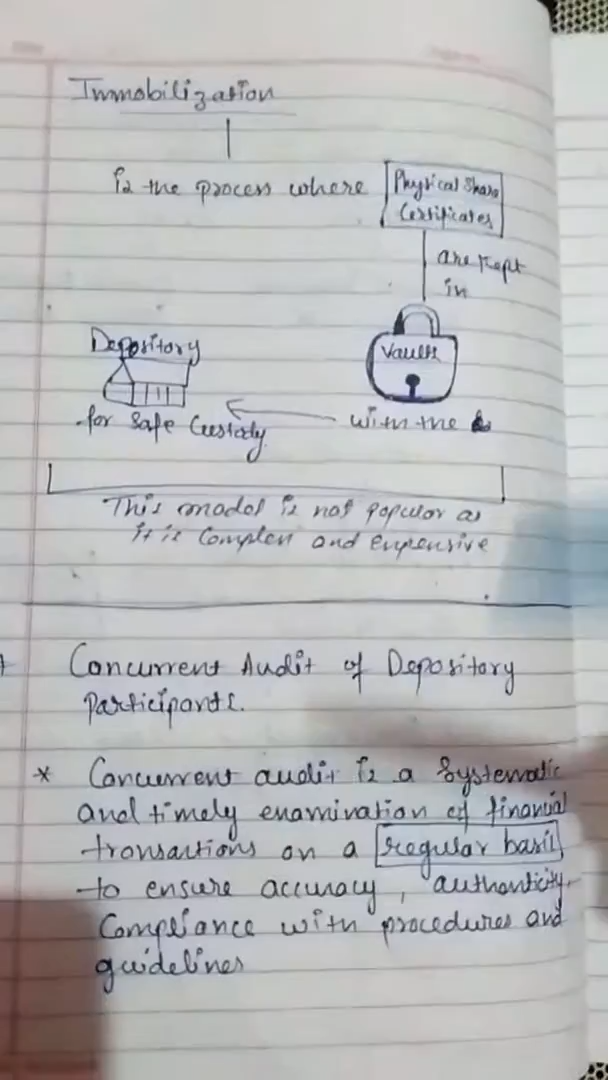 Immobilization
is the process where Physical Share
Certificates
are kept
in
Vaults
with the
Depository
for Safe Custody
This model is not popular as
it is Complex and expensive
Concurrent Audit of Depository
Participants.
* Concurrent audit is a Systematic
and timely examination of financial
transactions on a regular basis
to ensure accuracy, authenticity,
Compliance with procedures and
guidelines